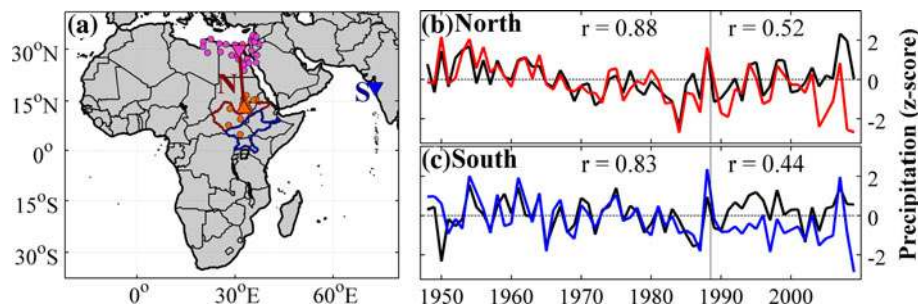 (a)
30°N
15°N
0°
15°S
30°S
0°
30°E
60°E
N
S
(b) North
r = 0.88
r = 0.52
2
0
-2
(c) South
r = 0.83
r = 0.44
2
0
-2
1950
1960
1970
1980
1990
2000
Precipitation (z-score)